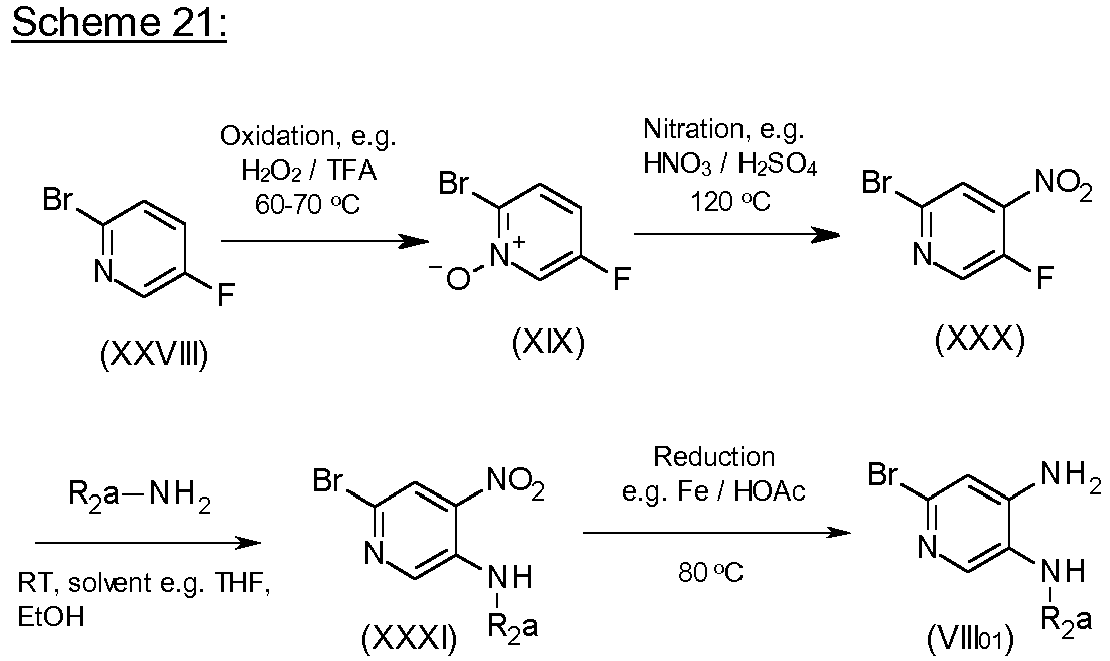 Scheme 21:
Oxidation, e.g.
H₂O₂ / TFA
60-70 ºC
Nitration, e.g.
HNO₃ / H₂SO₄
120 ºC
Br
N
F
(XXVIII)
Br
N⁺
⁻O
F
(XIX)
Br
NO₂
N
F
(XXX)
R₂a–NH₂
RT, solvent e.g. THF,
EtOH
Br
NO₂
N
NH
R₂a
(XXXI)
Reduction
e.g. Fe / HOAc
80 ºC
Br
NH₂
N
NH
R₂a
(VIII₀₁)